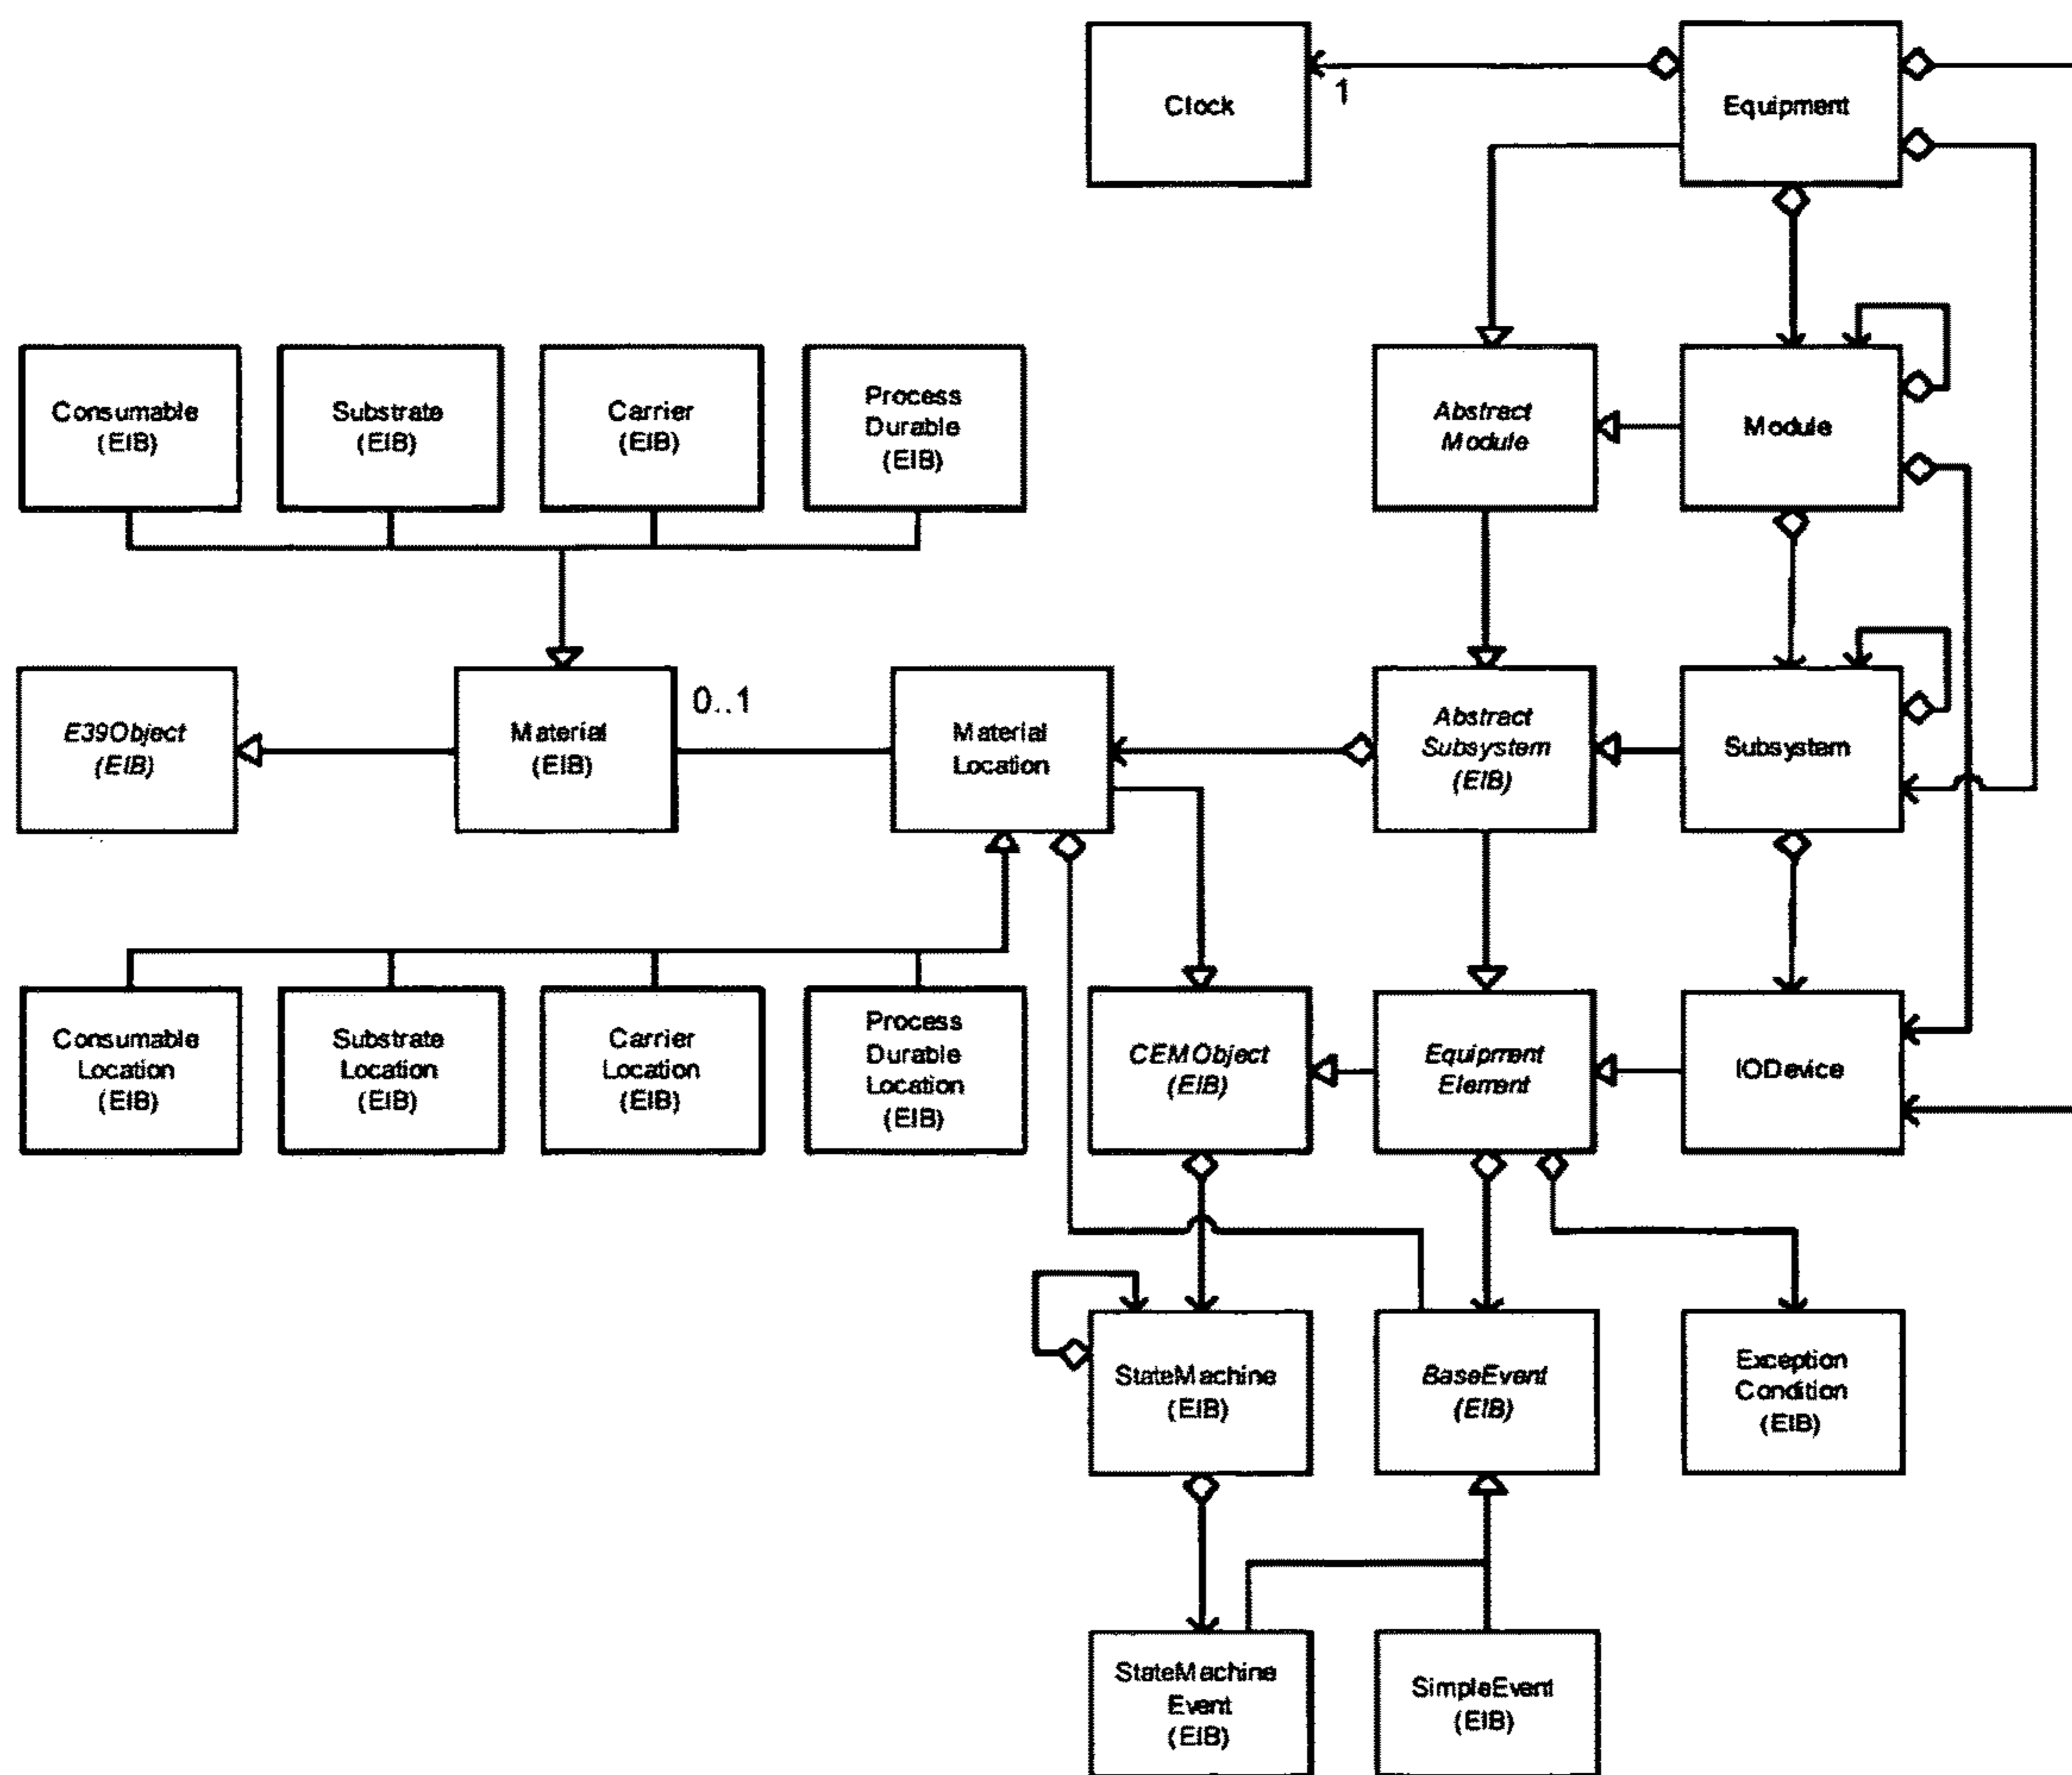 Clock
1
Equipment
Consumable
(EIB)
Substrate
(EIB)
Carrier
(EIB)
Process
Durable
(EIB)
Abstract
Module
Module
E39Object
(EIB)
Material
(EIB)
0..1
Material
Location
Abstract
Subsystem
(EIB)
Subsystem
Consumable
Location
(EIB)
Substrate
Location
(EIB)
Carrier
Location
(EIB)
Process
Durable
Location
(EIB)
CEMObject
(EIB)
Equipment
Element
IODevice
StateMachine
(EIB)
BaseEvent
(EIB)
Exception
Condition
(EIB)
StateMachine
Event
(EIB)
SimpleEvent
(EIB)